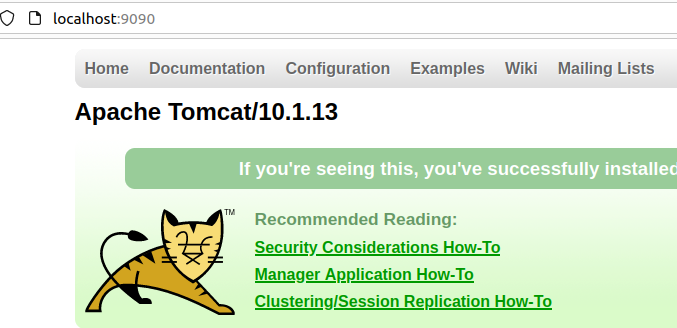 localhost:9090
Home Documentation Configuration Examples Wiki Mailing Lists
Apache Tomcat/10.1.13
If you're seeing this, you've successfully installed
TM
Recommended Reading:
Security Considerations How-To
Manager Application How-To
Clustering/Session Replication How-To